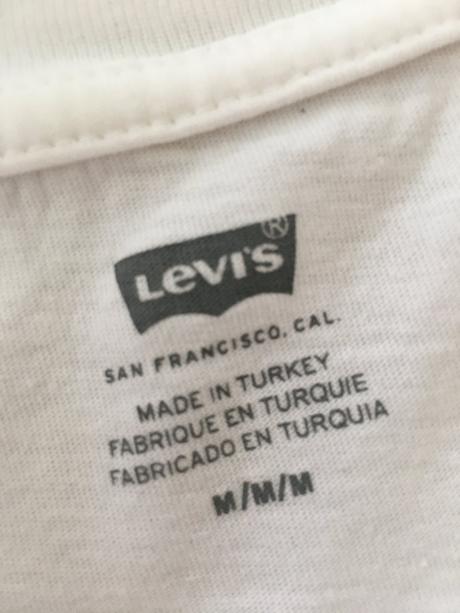 Levi's®
SAN FRANCISCO, CAL.
MADE IN TURKEY
FABRIQUE EN TURQUIE
FABRICADO EN TURQUIA
M/M/M